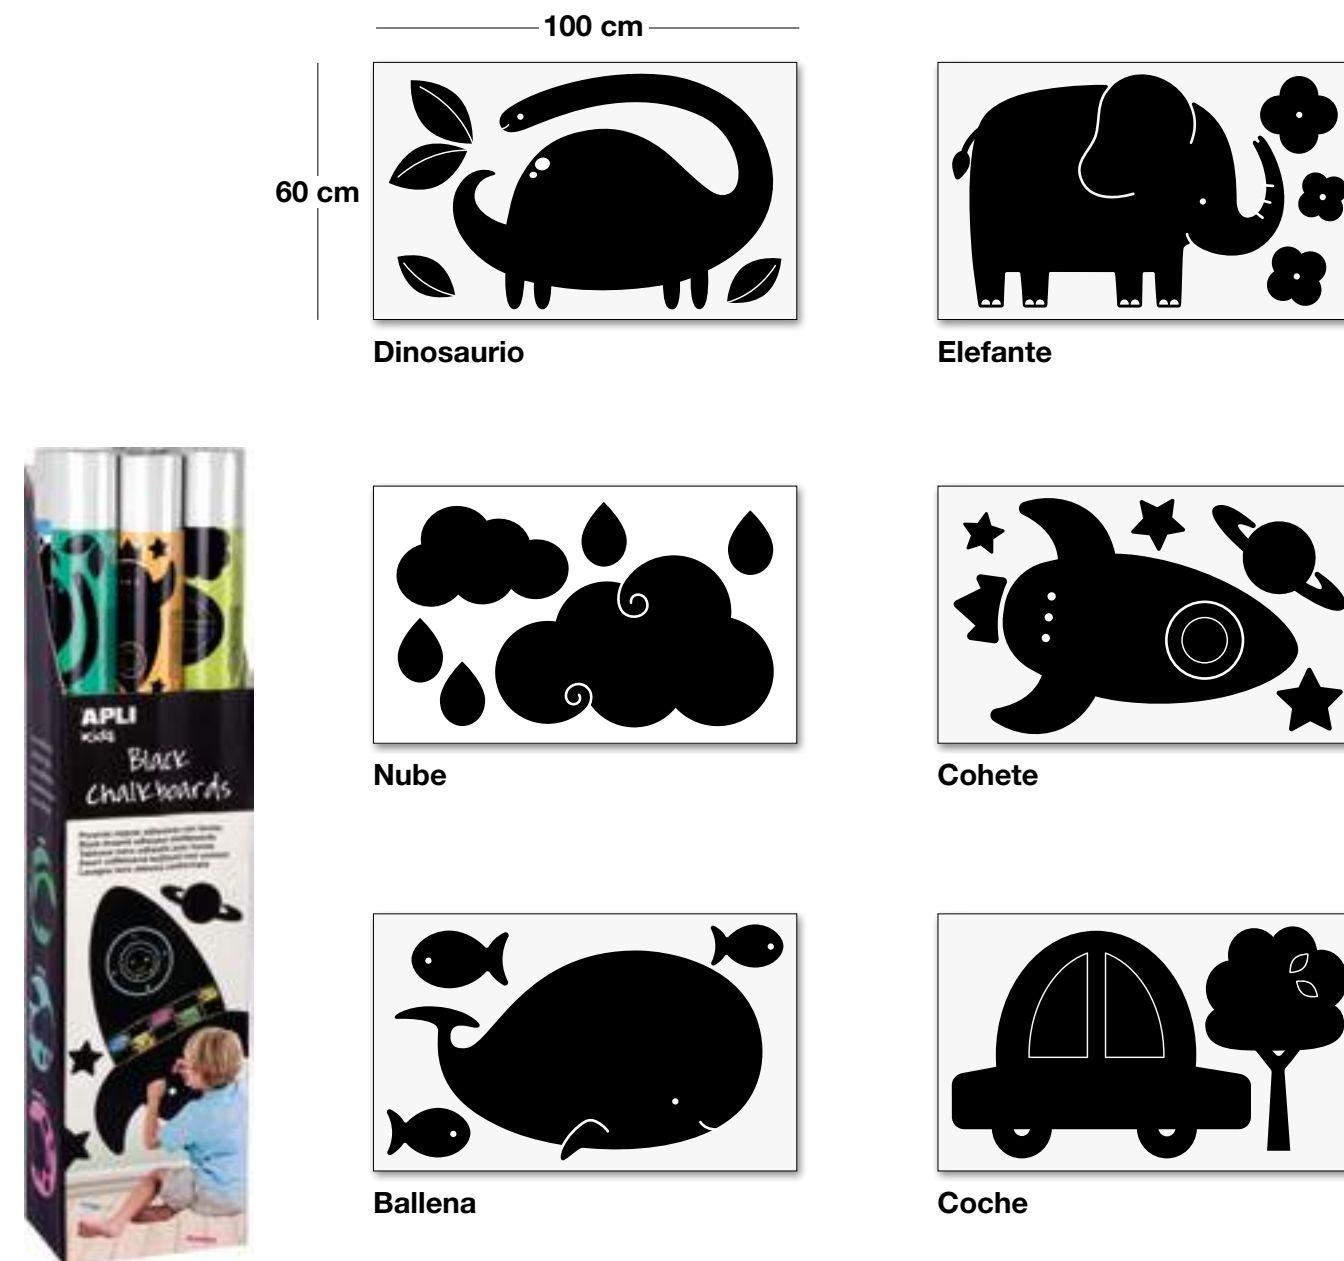 100 cm
60 cm
Dinosaurio
Elefante
Nube
Cohete
APLI
kids
Black
Chalkboards
Ballena
Coche